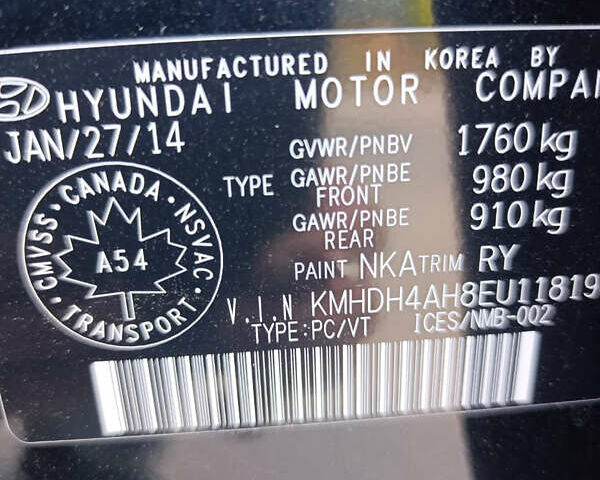 MANUFACTURED IN KOREA BY
HYUNDAI MOTOR
JAN/27/14
GVWR/PNBV 1760 kg
TYPE GAWR/PNBE FRONT 980 kg
GAWR/PNBE REAR 910 kg
CANADA · NSVAC · TRANSPORT · CMVSS
A54
PAINT NKA TRIM RY
V.I.N KMHDH4AH8EU11819
TYPE:PC/VT ICES/NMB-002